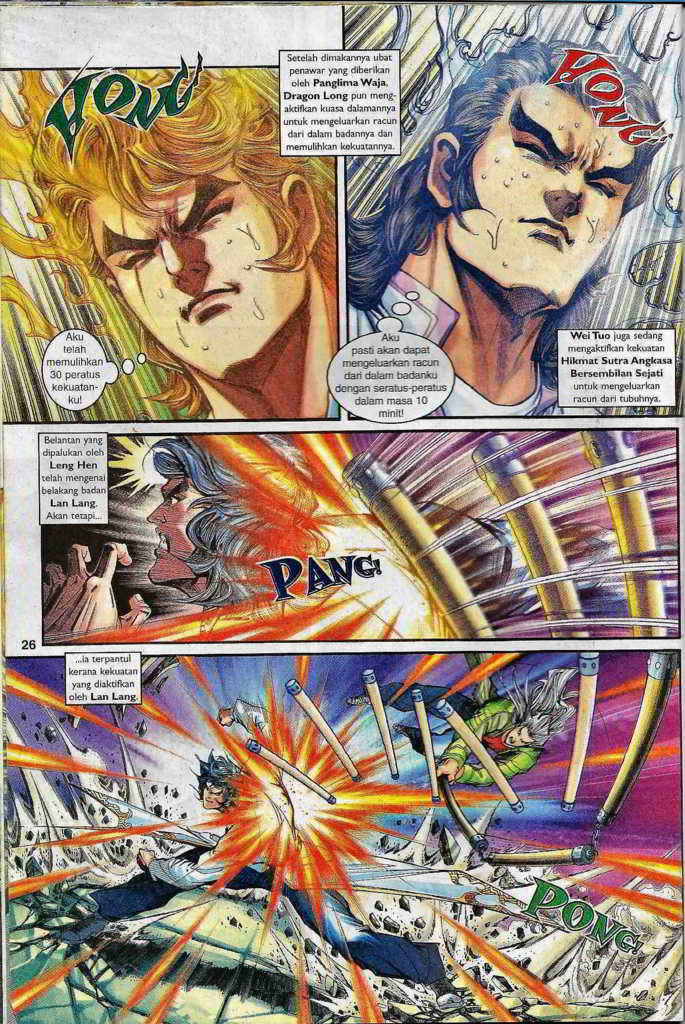 HONG!
Setelah dimakannya ubat
penawar yang diberikan
oleh Panglima Waja,
Dragon Long pun meng-
aktifkan kuasa dalamannya
untuk mengeluarkan racun
dari dalam badannya dan
memulihkan kekuatannya.
HONG!
Aku
telah
memulihkan
30 peratus
kekuatan-
ku!
Aku
pasti akan dapat
mengeluarkan racun
dari dalam badanku
dengan seratus-peratus
dalam masa 10
minit!
Wei Tuo juga sedang
mengaktifkan kekuatan
Hikmat Sutra Angkasa
Bersembilan Sejati
untuk mengeluarkan
racun dari tubuhnya.
Belantan yang
dipalukan oleh
Leng Hen
telah mengenai
belakang badan
Lan Lang.
Akan tetapi...
PANG!
26
...ia terpantul
kerana kekuatan
yang diaktifkan
oleh Lan Lang.
PONG!